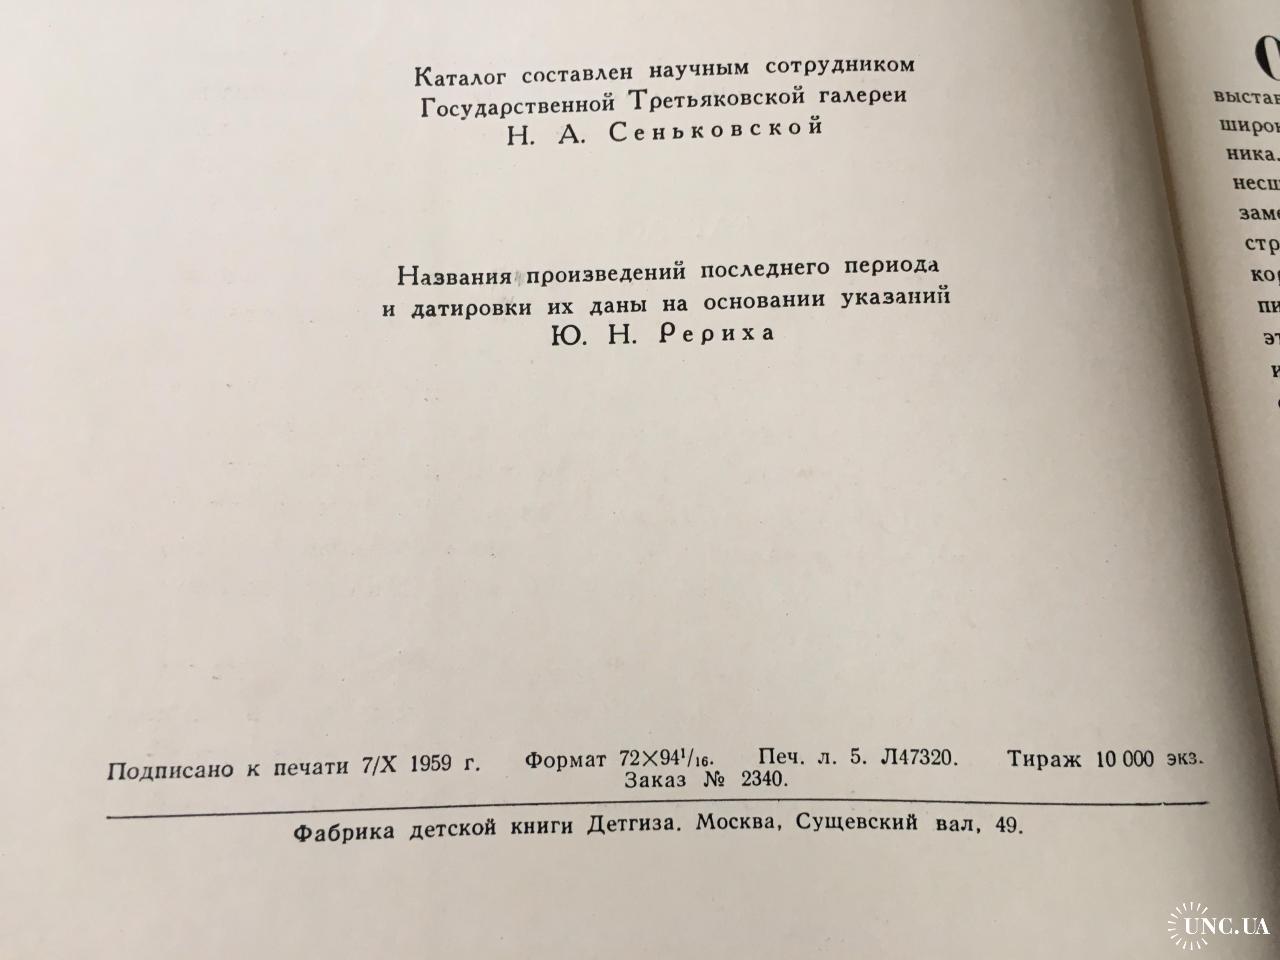 Каталог составлен научным сотрудником
Государственной Третьяковской галереи
Н. А. Сеньковской
Названия произведений последнего периода
и датировки их даны на основании указаний
Ю. Н. Рериха
Подписано к печати 7/X 1959 г. Формат 72×94¹/₁₆. Печ. л. 5. Л47320. Тираж 10 000 экз.
Заказ № 2340.
Фабрика детской книги Детгиза. Москва, Сущевский вал, 49.
ника.
UNC.UA